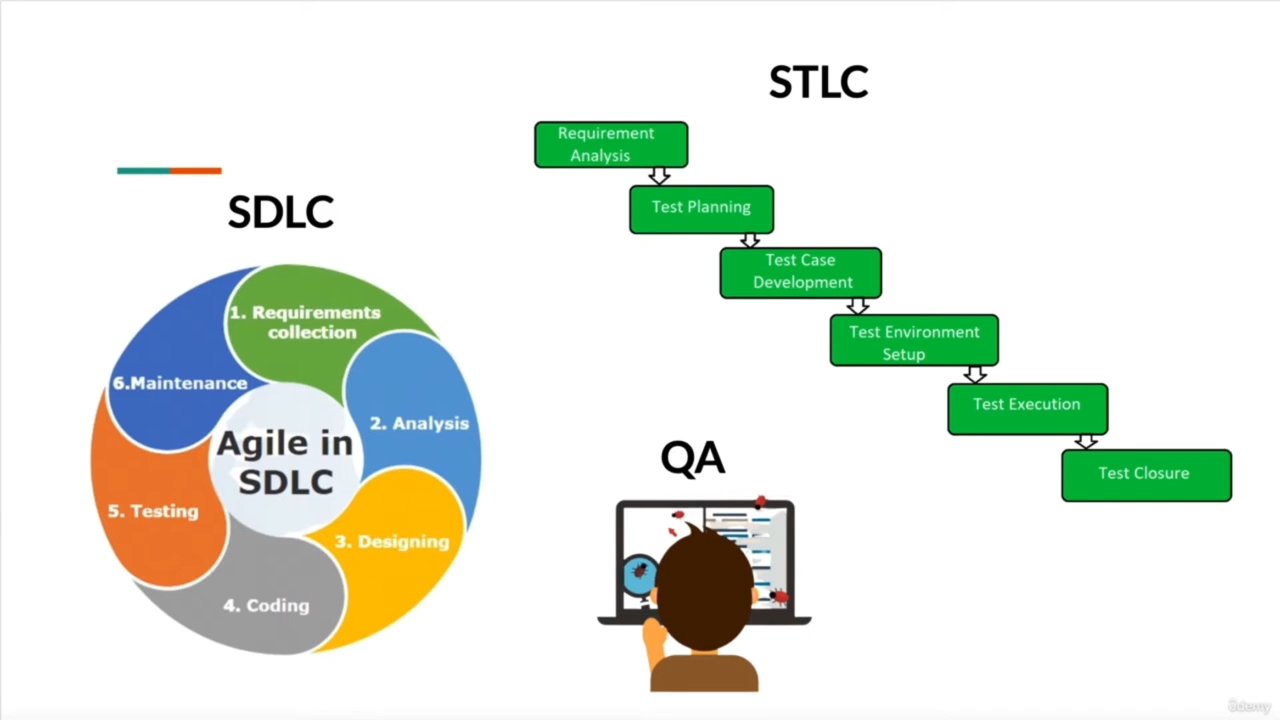 STLC
Requirement
Analysis
Test Planning
Test Case
Development
Test Environment
Setup
Test Execution
Test Closure
SDLC
1. Requirements
collection
2. Analysis
3. Designing
4. Coding
5. Testing
6.Maintenance
Agile in
SDLC
QA
ûdemy